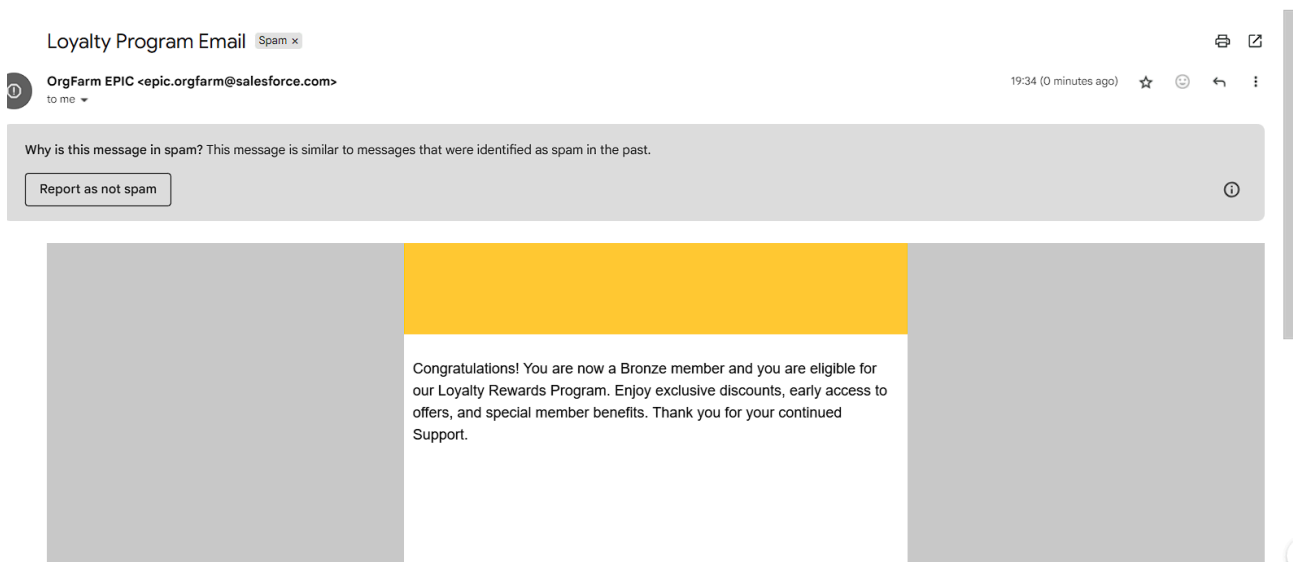 Loyalty Program Email Spam ×
OrgFarm EPIC <epic.orgfarm@salesforce.com> 19:34 (0 minutes ago)
to me
Why is this message in spam? This message is similar to messages that were identified as spam in the past.
Report as not spam
Congratulations! You are now a Bronze member and you are eligible for
our Loyalty Rewards Program. Enjoy exclusive discounts, early access to
offers, and special member benefits. Thank you for your continued
Support.